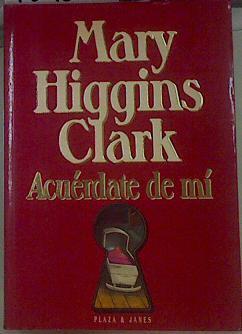 Mary
Higgins
Clark
Acuérdate de mí
PLAZA & JANES